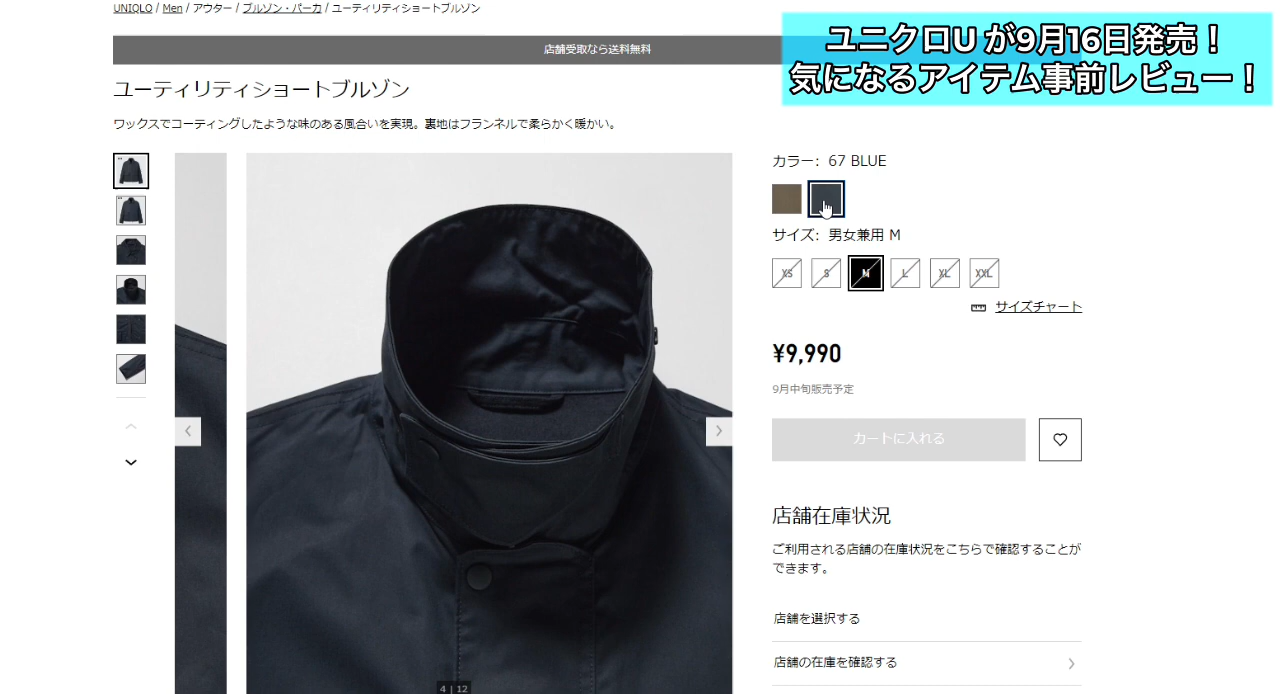 UNIQLO / Men / アウター / ブルゾン・パーカ / ユーティリティショートブルゾン
ユニクロU が9月16日発売！
気になるアイテム事前レビュー！
店舗受取なら送料無料
ユーティリティショートブルゾン
ワックスでコーティングしたような味のある風合いを実現。裏地はフランネルで柔らかく暖かい。
カラー: 67 BLUE
サイズ: 男女兼用 M
XS S M L XL XXL
サイズチャート
¥9,990
9月中旬販売予定
カートに入れる
店舗在庫状況
ご利用される店舗の在庫状況をこちらで確認することが
できます。
店舗を選択する
店舗の在庫を確認する
4 | 12